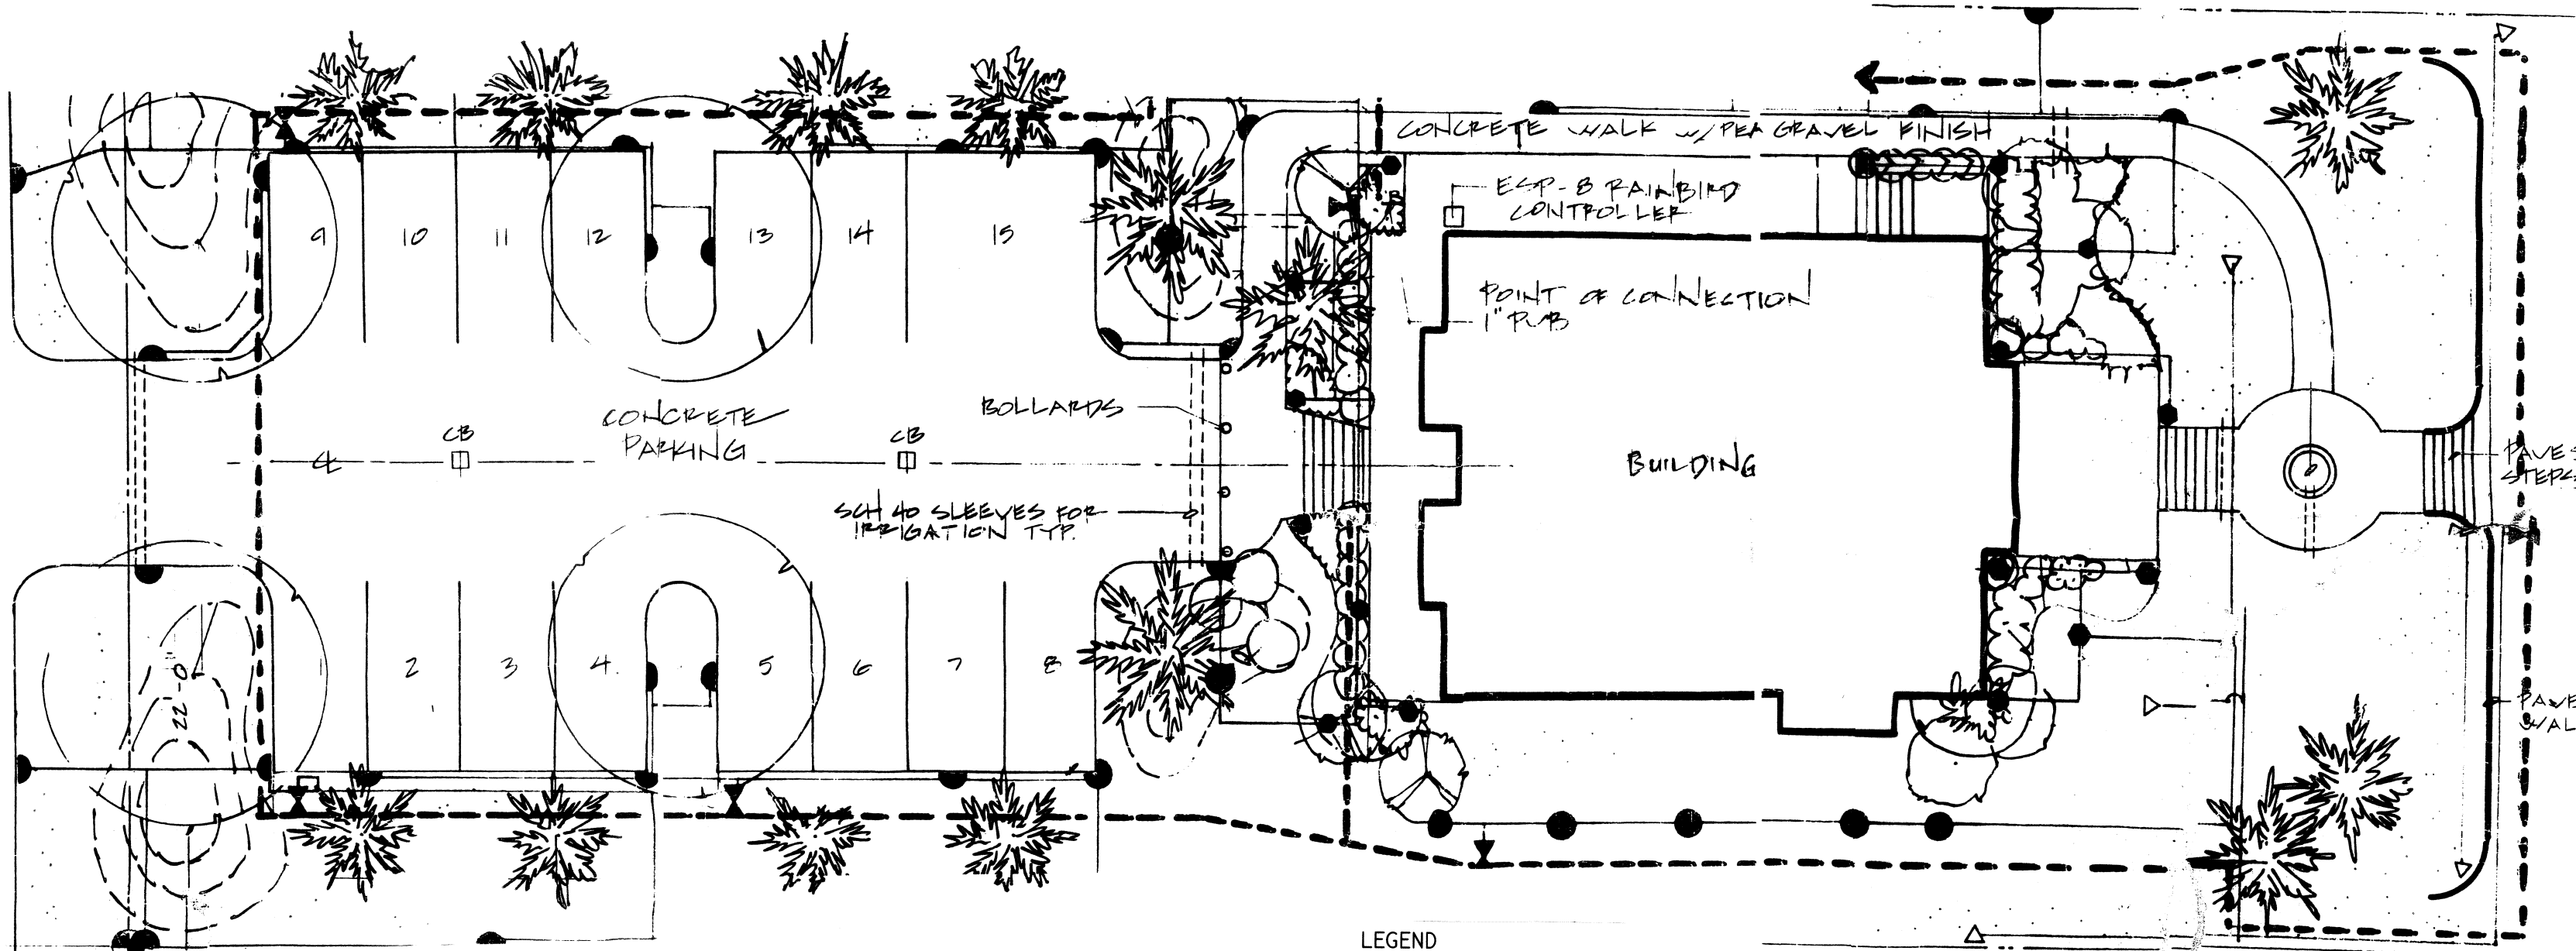 CONCRETE WALK W/ PEA GRAVEL FINISH
ESP-8 RAINBIRD
CONTROLLER
9 10 11 12 13 14 15
POINT OF CONNECTION
BOLLARDS
CONCRETE
PARKING
CB CB
BUILDING
STEPS
SCH 40 SLEEVES FOR
IRRIGATION TYP.
2 3 4 5 6 7 8
22'-0"
LEGEND